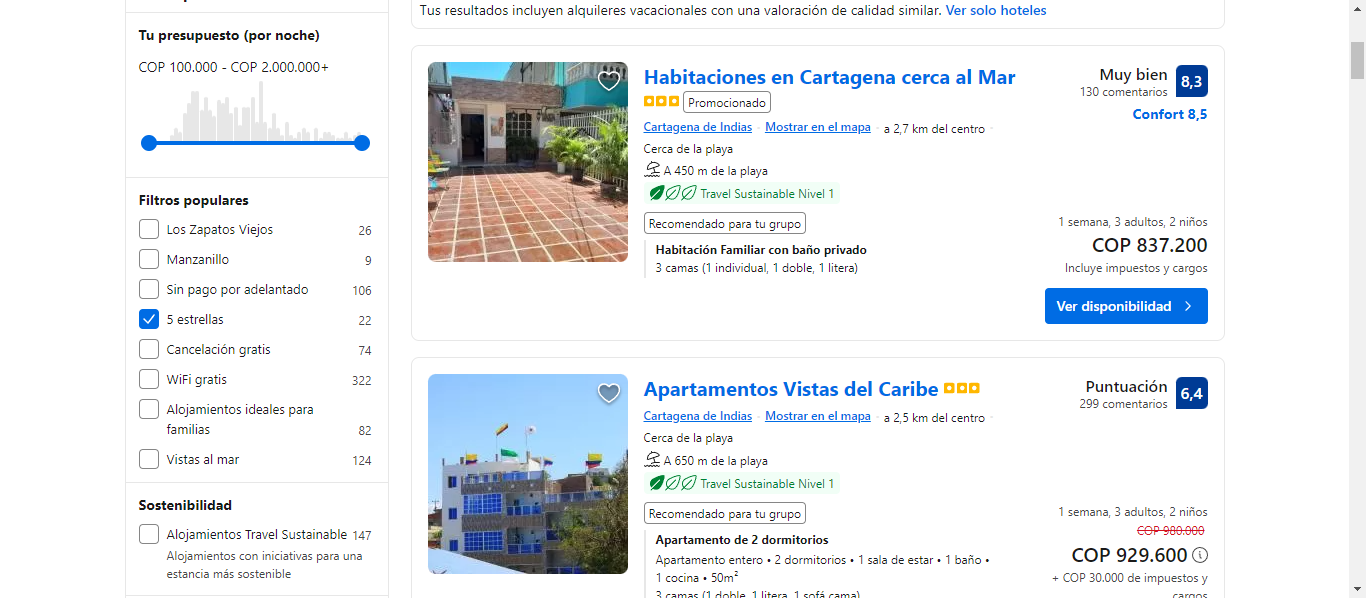 Tus resultados incluyen alquileres vacacionales con una valoración de calidad similar. Ver solo hoteles
Tu presupuesto (por noche)
COP 100.000 - COP 2.000.000+
Filtros populares
Los Zapatos Viejos 26
Manzanillo 9
Sin pago por adelantado 106
5 estrellas 22
Cancelación gratis 74
WiFi gratis 322
Alojamientos ideales para
familias 82
Vistas al mar 124
Sostenibilidad
Alojamientos Travel Sustainable 147
Alojamientos con iniciativas para una
estancia más sostenible
Habitaciones en Cartagena cerca al Mar
Promocionado
Cartagena de Indias · Mostrar en el mapa · a 2,7 km del centro ·
Cerca de la playa
A 450 m de la playa
Travel Sustainable Nivel 1
Recomendado para tu grupo
Habitación Familiar con baño privado
3 camas (1 individual, 1 doble, 1 litera)
Muy bien 8,3
130 comentarios
Confort 8,5
1 semana, 3 adultos, 2 niños
COP 837.200
Incluye impuestos y cargos
Ver disponibilidad
Apartamentos Vistas del Caribe
Cartagena de Indias · Mostrar en el mapa · a 2,5 km del centro ·
Cerca de la playa
A 650 m de la playa
Travel Sustainable Nivel 1
Recomendado para tu grupo
Apartamento de 2 dormitorios
Apartamento entero • 2 dormitorios • 1 sala de estar • 1 baño •
1 cocina • 50m²
3 camas (1 doble, 1 litera, 1 sofá cama)
Puntuación 6,4
299 comentarios
1 semana, 3 adultos, 2 niños
COP 980.000
COP 929.600
+ COP 30.000 de impuestos y
cargos